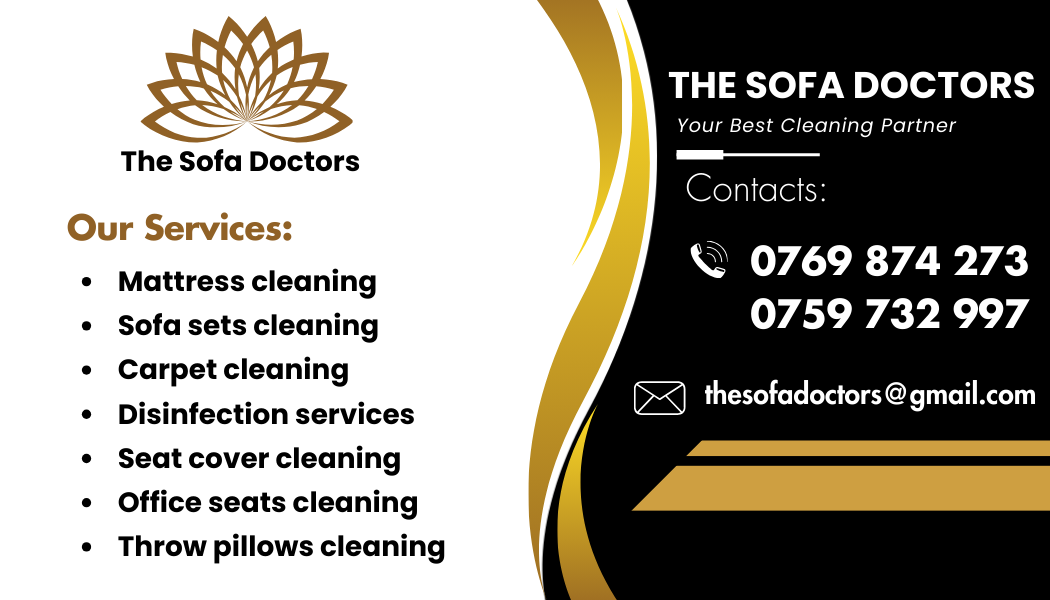 The Sofa Doctors
Our Services:
• Mattress cleaning
• Sofa sets cleaning
• Carpet cleaning
• Disinfection services
• Seat cover cleaning
• Office seats cleaning
• Throw pillows cleaning
THE SOFA DOCTORS
Your Best Cleaning Partner
Contacts:
0769 874 273
0759 732 997
thesofadoctors@gmail.com